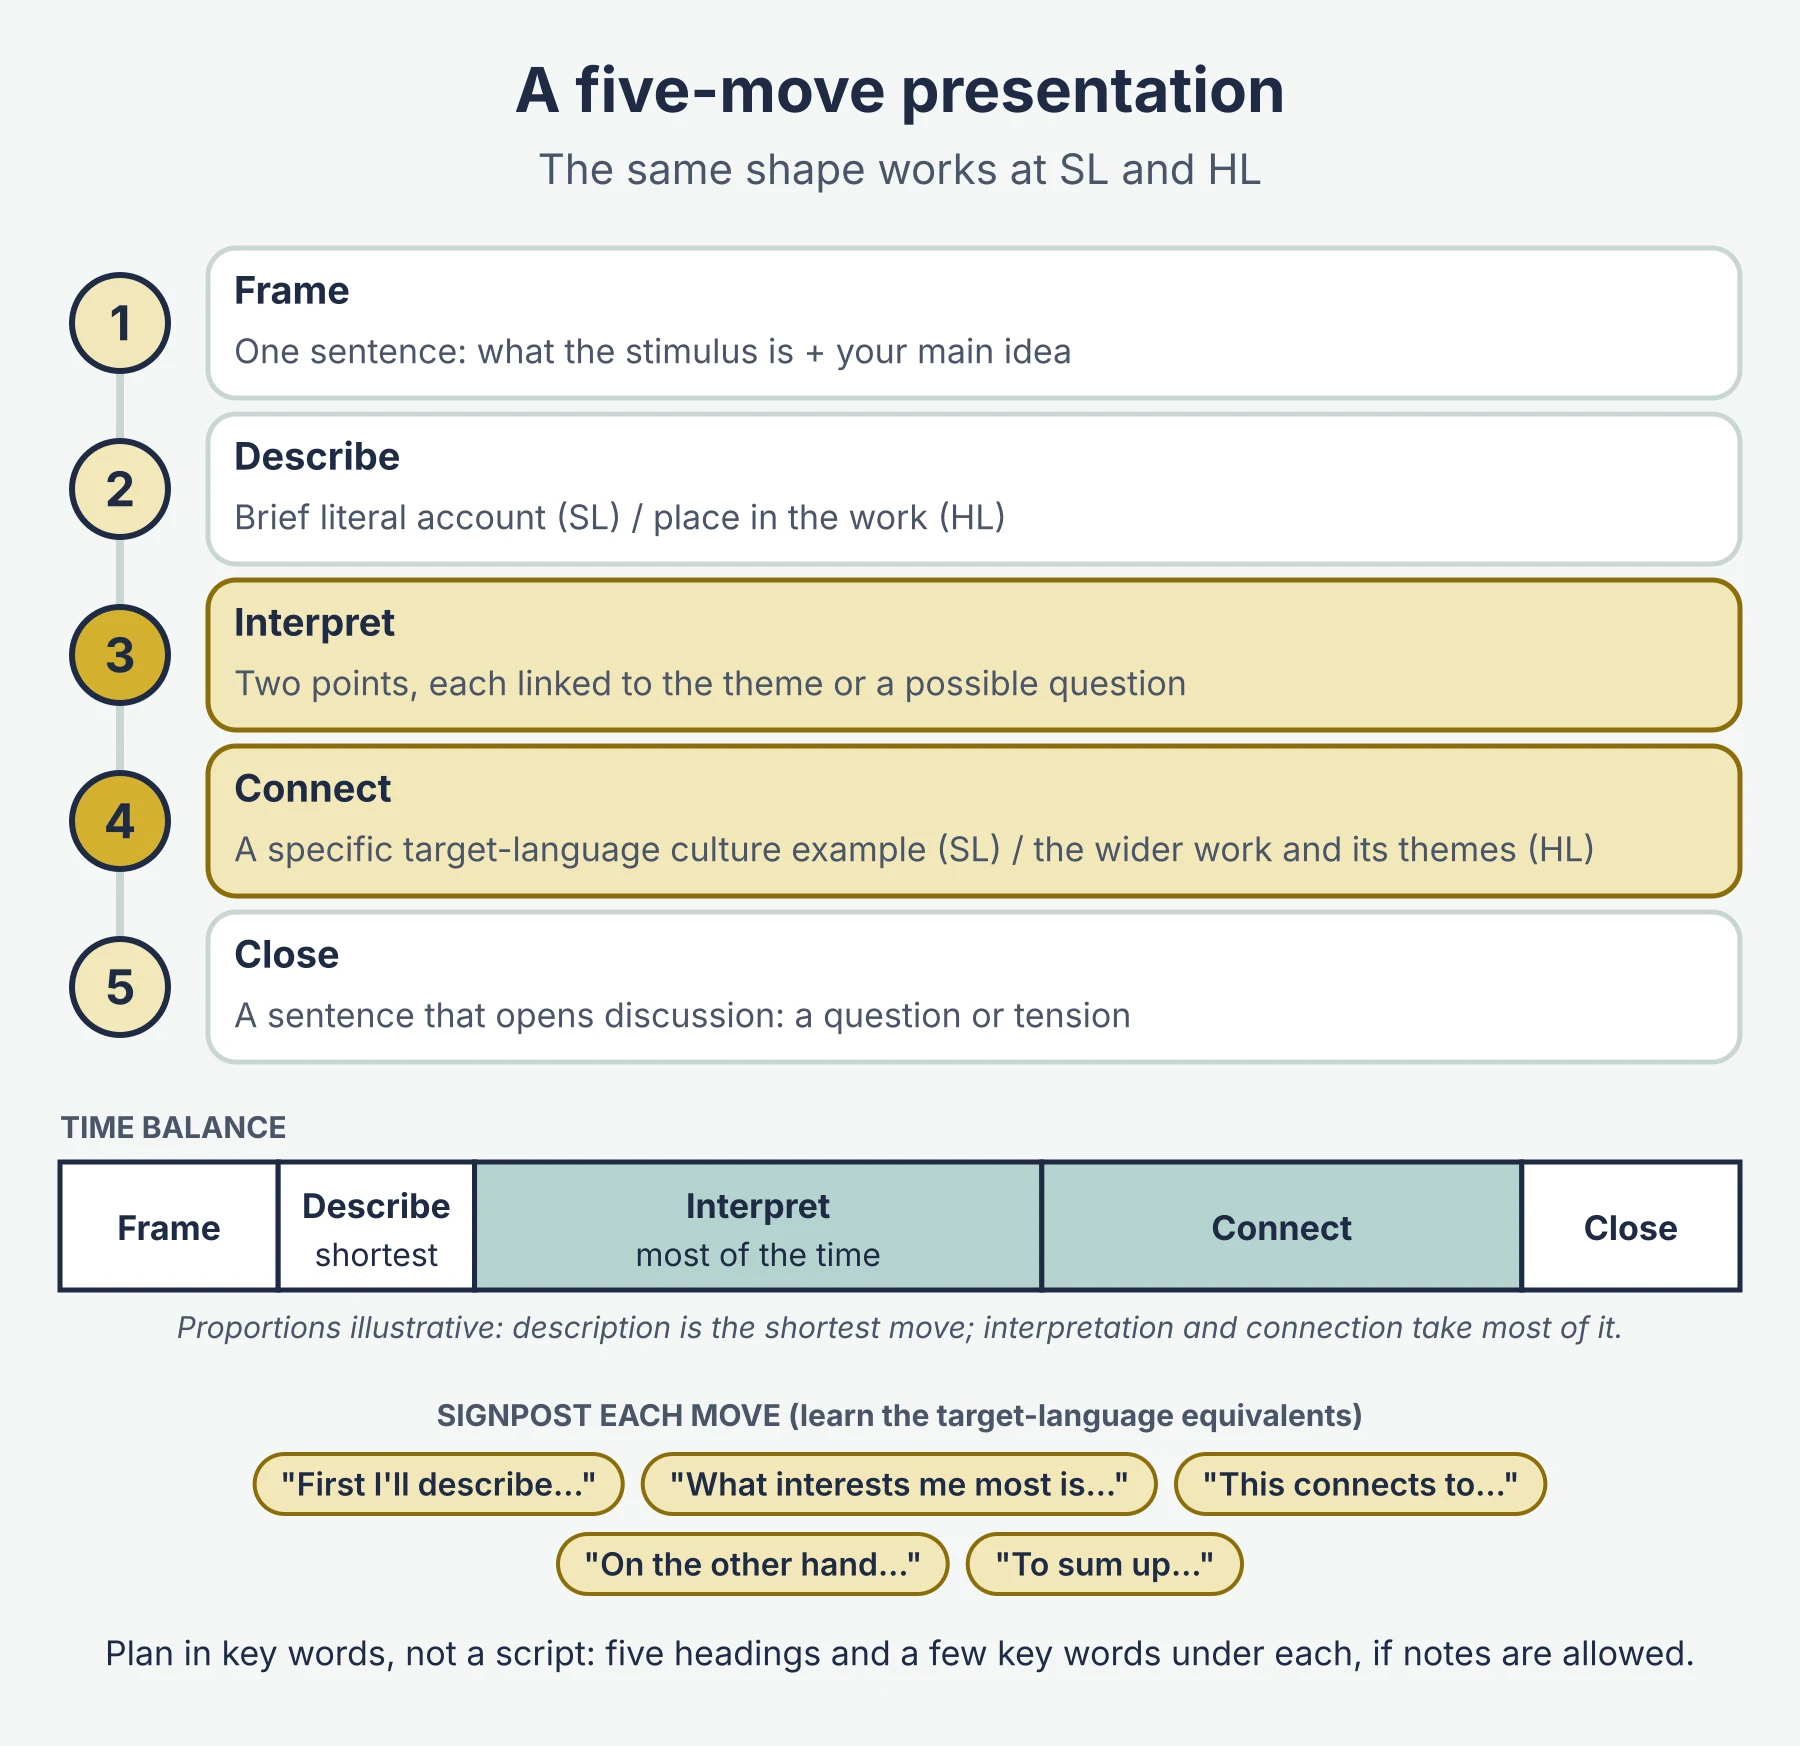 A five-move presentation
The same shape works at SL and HL
1
Frame
One sentence: what the stimulus is + your main idea
2
Describe
Brief literal account (SL) / place in the work (HL)
3
Interpret
Two points, each linked to the theme or a possible question
4
Connect
A specific target-language culture example (SL) / the wider work and its themes (HL)
5
Close
A sentence that opens discussion: a question or tension
TIME BALANCE
Frame
Describe
shortest
Interpret
most of the time
Connect
Close
Proportions illustrative: description is the shortest move; interpretation and connection take most of it.
SIGNPOST EACH MOVE (learn the target-language equivalents)
"First I'll describe..." "What interests me most is..." "This connects to..."
"On the other hand..." "To sum up..."
Plan in key words, not a script: five headings and a few key words under each, if notes are allowed.